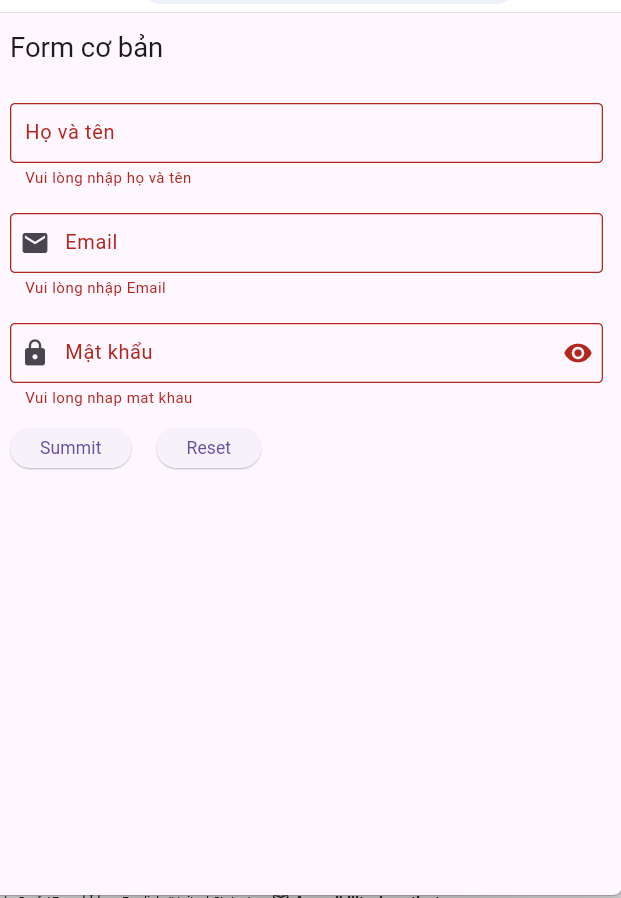 Form cơ bản
Họ và tên
Vui lòng nhập họ và tên
Email
Vui lòng nhập Email
Mật khẩu
Vui long nhap mat khau
Summit
Reset